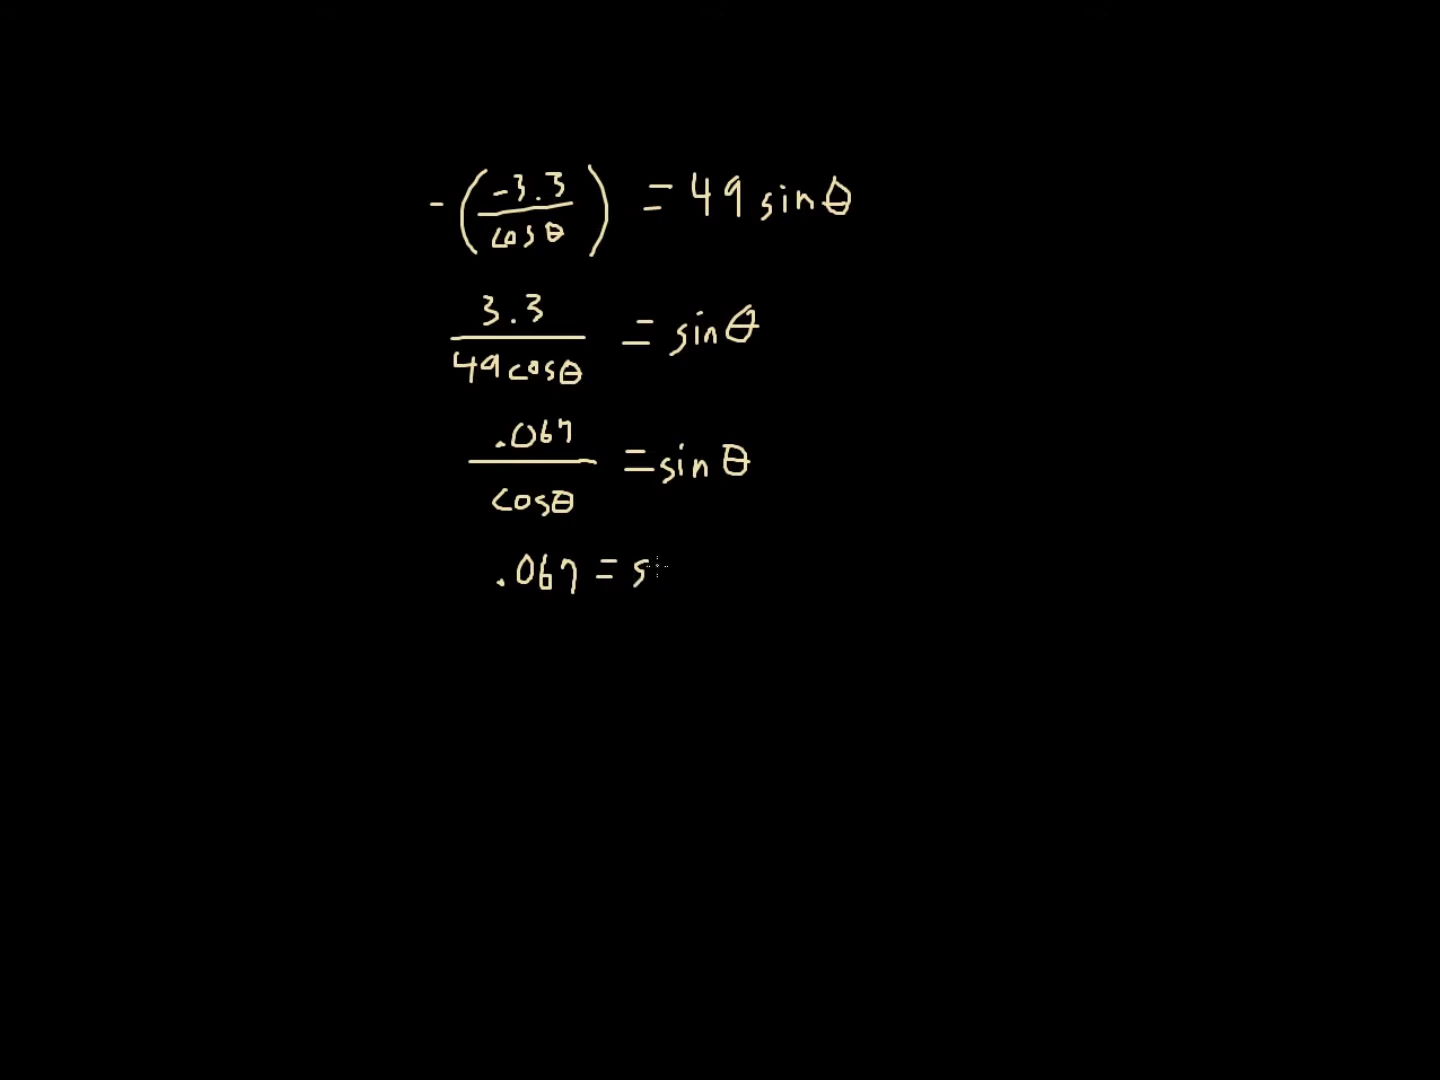 -(-3.3/cosθ) = 49 sinθ
3.3/49cosθ = sinθ
.067/cosθ = sinθ
.067 = s